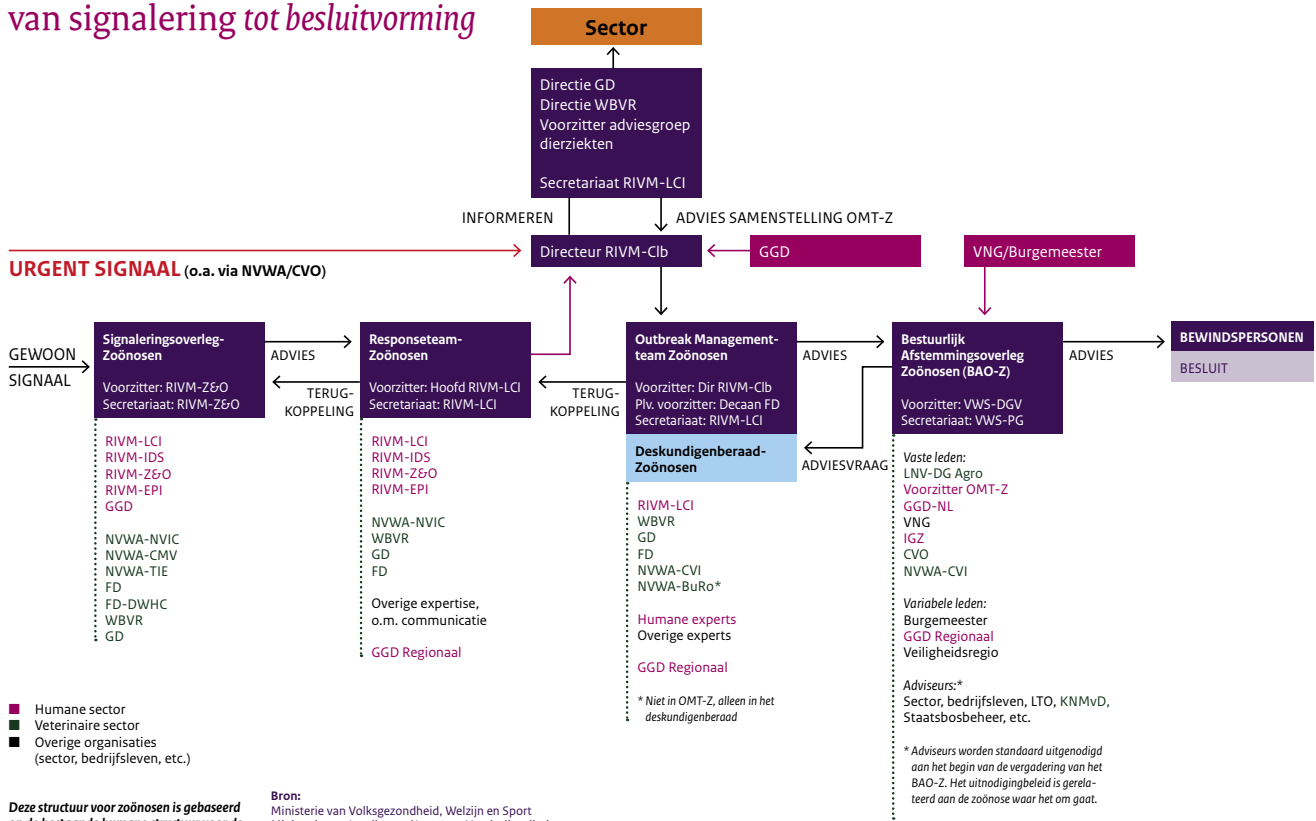 van signalering tot besluitvorming
Sector
Directie GD
Directie WBVR
Voorzitter adviesgroep
dierziekten
Secretariaat RIVM-LCI
INFORMEREN
ADVIES SAMENSTELLING OMT-Z
URGENT SIGNAAL (o.a. via NVWA/CVO)
Directeur RIVM-Clb
GGD
VNG/Burgemeester
GEWOON
SIGNAAL
Signaleringsoverleg-
Zoönosen
Voorzitter: RIVM-Z&O
Secretariaat: RIVM-Z&O
RIVM-LCI
RIVM-IDS
RIVM-Z&O
RIVM-EPI
GGD
NVWA-NVIC
NVWA-CMV
NVWA-TIE
FD
FD-DWHC
WBVR
GD
ADVIES
TERUG-
KOPPELING
Responseteam-
Zoönosen
Voorzitter: Hoofd RIVM-LCI
Secretariaat: RIVM-LCI
RIVM-LCI
RIVM-IDS
RIVM-Z&O
RIVM-EPI
NVWA-NVIC
WBVR
GD
FD
Overige expertise,
o.m. communicatie
GGD Regionaal
TERUG-
KOPPELING
Outbreak Management-
team Zoönosen
Voorzitter: Dir RIVM-Clb
Plv. voorzitter: Decaan FD
Secretariaat: RIVM-LCI
Deskundigenberaad-
Zoönosen
RIVM-LCI
WBVR
GD
FD
NVWA-CVI
NVWA-BuRo*
Humane experts
Overige experts
GGD Regionaal
* Niet in OMT-Z, alleen in het
deskundigenberaad
ADVIES
ADVIESVRAAG
Bestuurlijk
Afstemmingsoverleg
Zoönosen (BAO-Z)
Voorzitter: VWS-DGV
Secretariaat: VWS-PG
Vaste leden:
LNV-DG Agro
Voorzitter OMT-Z
GGD-NL
VNG
IGZ
CVO
NVWA-CVI
Variabele leden:
Burgemeester
GGD Regionaal
Veiligheidsregio
Adviseurs:*
Sector, bedrijfsleven, LTO, KNMvD,
Staatsbosbeheer, etc.
* Adviseurs worden standaard uitgenodigd
aan het begin van de vergadering van het
BAO-Z. Het uitnodigingbeleid is gerela-
teerd aan de zoönose waar het om gaat.
ADVIES
BEWINDSPERSONEN
BESLUIT
Humane sector
Veterinaire sector
Overige organisaties
(sector, bedrijfsleven, etc.)
Deze structuur voor zoönosen is gebaseerd
Bron:
Ministerie van Volksgezondheid, Welzijn en Sport